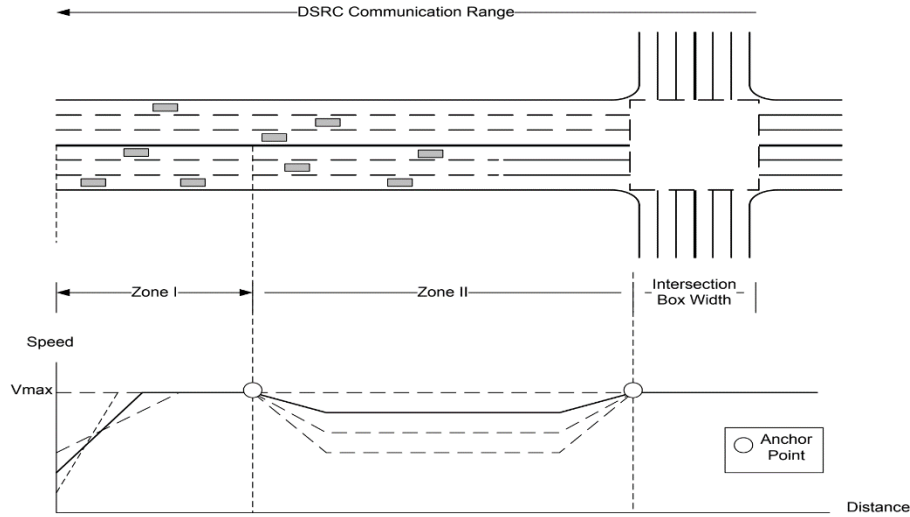 DSRC Communication Range
Zone I
Zone II
Intersection
Box Width
Speed
Vmax
Anchor
Point
Distance